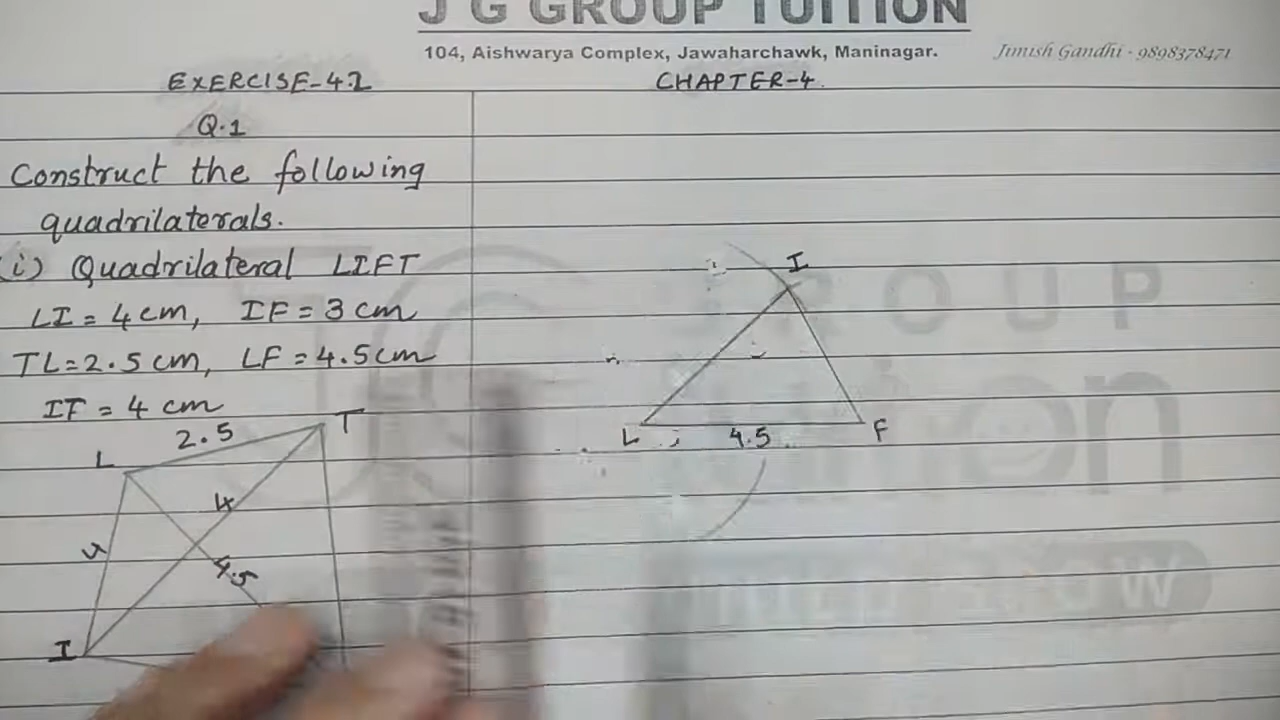 J G GROUP TUITION
104, Aishwarya Complex, Jawaharchawk, Maninagar.
Jimish Gandhi - 9898378471
EXERCISE-4.2
CHAPTER-4.
Q.1
Construct the following
quadrilaterals.
(i) Quadrilateral LIFT
LI = 4 cm, IF = 3 cm
TL = 2.5 cm, LF = 4.5 cm
IT = 4 cm
2.5
T
L
4
4
4.5
I
I
L
4.5
F
GROUP